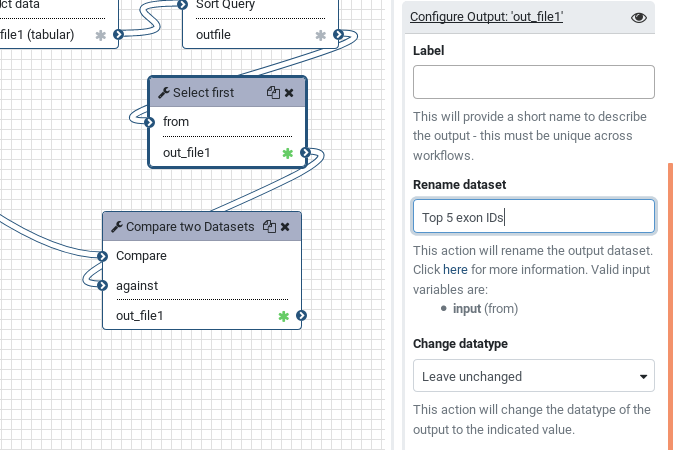 ct data
file1 (tabular)
Sort Query
outfile
Select first
from
out_file1
Compare two Datasets
Compare
against
out_file1
Configure Output: 'out_file1'
Label
This will provide a short name to describe
the output - this must be unique across
workflows.
Rename dataset
Top 5 exon IDs
This action will rename the output dataset.
Click here for more information. Valid input
variables are:
• input (from)
Change datatype
Leave unchanged
This action will change the datatype of the
output to the indicated value.